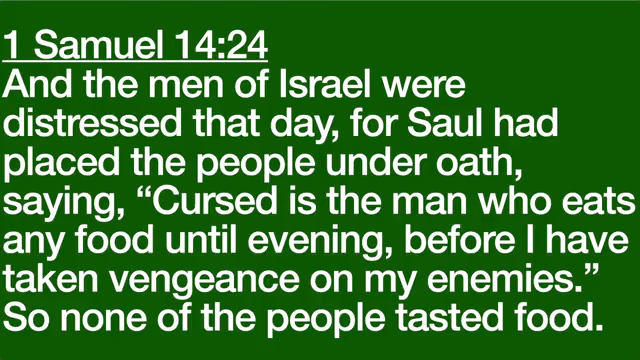 1 Samuel 14:24
And the men of Israel were
distressed that day, for Saul had
placed the people under oath,
saying, “Cursed is the man who eats
any food until evening, before I have
taken vengeance on my enemies.”
So none of the people tasted food.